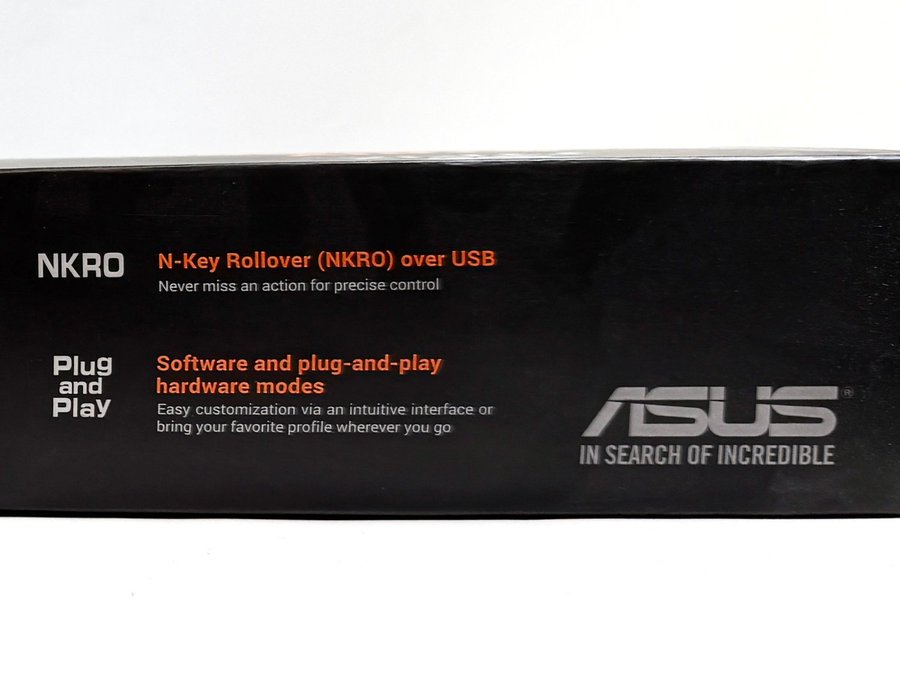 NKRO
N-Key Rollover (NKRO) over USB
Never miss an action for precise control
Plug
and
Play
Software and plug-and-play
hardware modes
Easy customization via an intuitive interface or
bring your favorite profile wherever you go
ASUS®
IN SEARCH OF INCREDIBLE